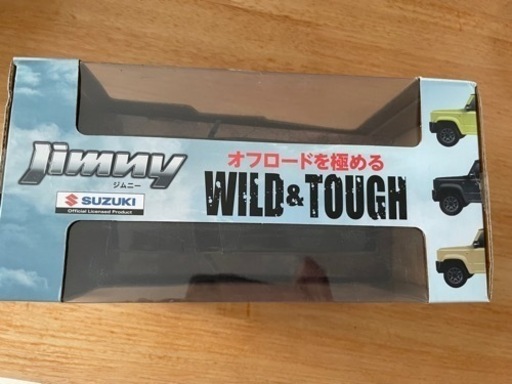 Jimny
ジムニー
SUZUKI
Official Licensed Product
オフロードを極める
WILD & TOUGH